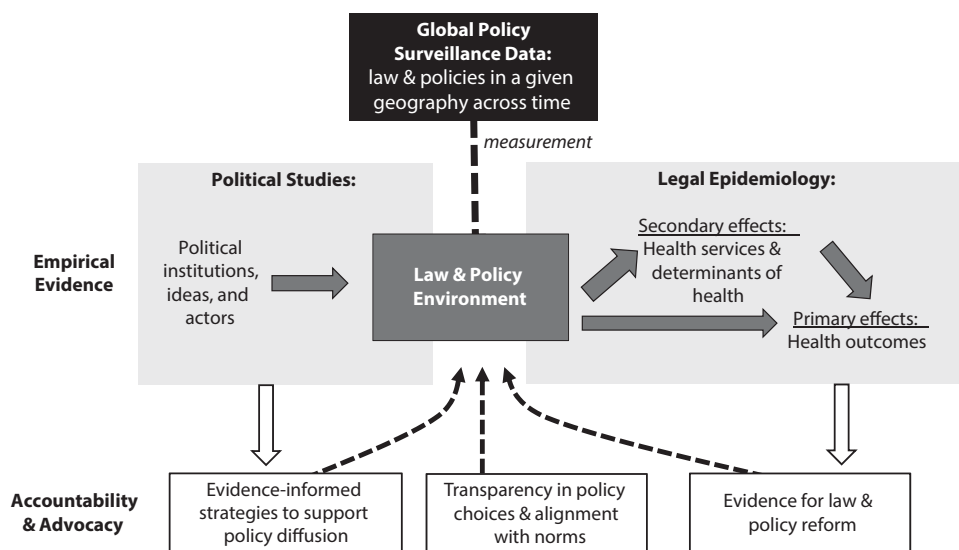 Global Policy
Surveillance Data:
law & policies in a given
geography across time
measurement
Political Studies:
Legal Epidemiology:
Empirical
Evidence
Political
institutions,
ideas, and
actors
Law & Policy
Environment
Secondary effects:
Health services &
determinants of
health
Primary effects:
Health outcomes
Accountability
& Advocacy
Evidence-informed
strategies to support
policy diffusion
Transparency in policy
choices & alignment
with norms
Evidence for law &
policy reform